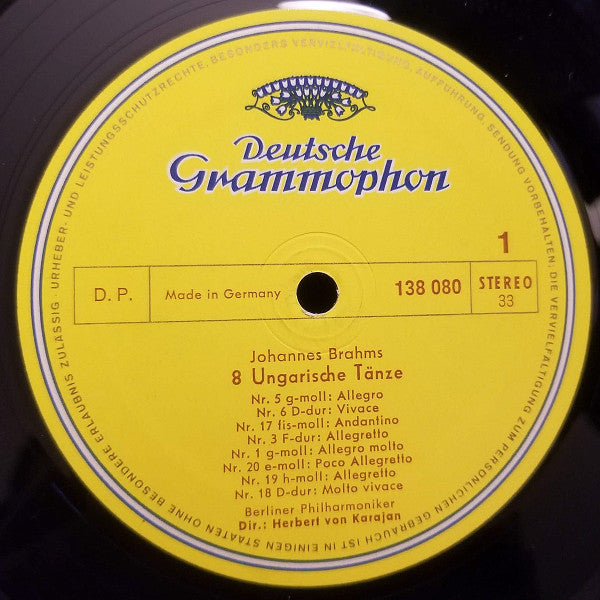 Deutsche
Grammophon
1
D. P.
Made in Germany
138 080
STEREO
33
Johannes Brahms
8 Ungarische Tänze
Nr. 5 g-moll: Allegro
Nr. 6 D-dur: Vivace
Nr. 17 fis-moll: Andantino
Nr. 3 F-dur: Allegretto
Nr. 1 g-moll: Allegro molto
Nr. 20 e-moll: Poco Allegretto
Nr. 19 h-moll: Allegretto
Nr. 18 D-dur: Molto vivace
Berliner Philharmoniker
Dir.: Herbert von Karajan
URHEBER- UND LEISTUNGSSCHUTZRECHTE, BESONDERS VERVIELFÄLTIGUNG, AUFFÜHRUNG, SENDUNG VORBEHALTEN; DIE VERVIELFÄLTIGUNG ZUM PERSÖNLICHEN GEBRAUCH IST IN EINIGEN STAATEN OHNE BESONDERE ERLAUBNIS ZULÄSSIG ·